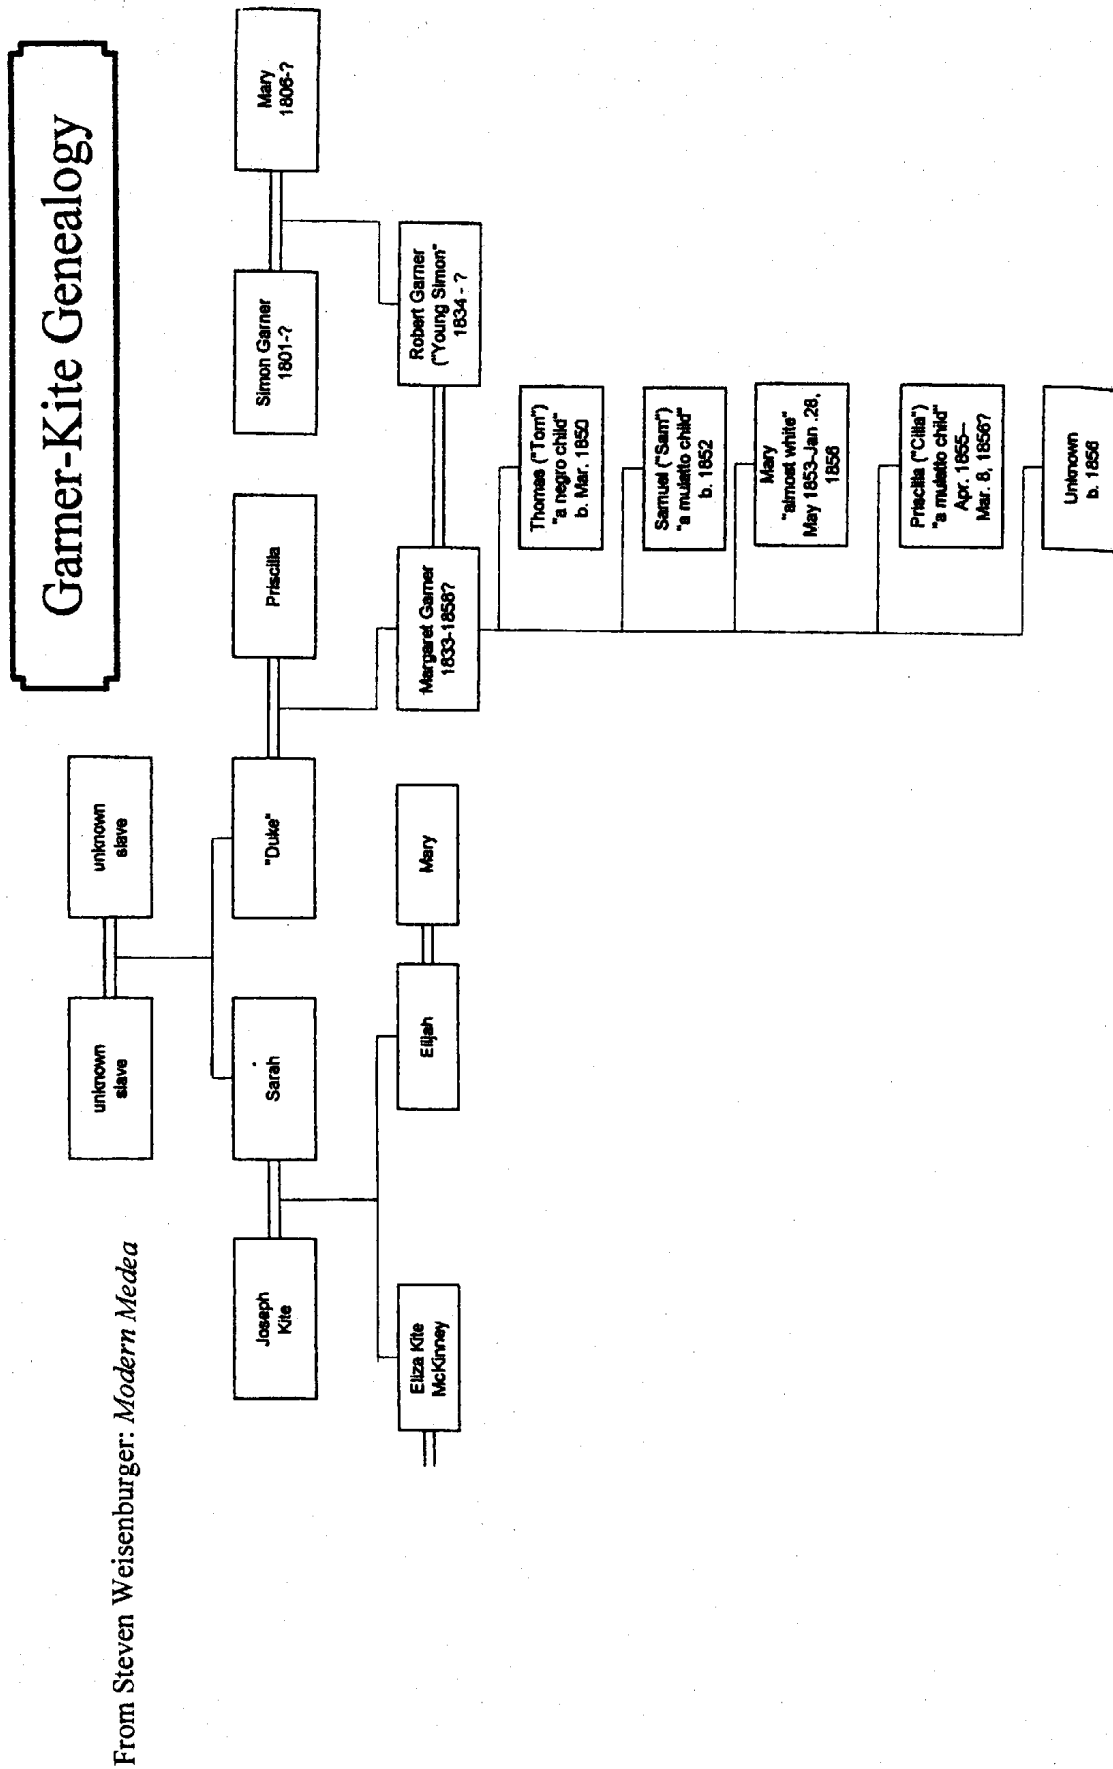 Garner-Kite Genealogy
From Steven Weisenburger: Modern Medea
unknown
slave
unknown
slave
Joseph
Kite
Sarah
"Duke"
Priscilla
Simon Garner
1801-?
Mary
1806-?
Eliza Kite
McKinney
Elijah
Mary
Margaret Garner
1833-1858?
Robert Garner
("Young Simon"
1834 - ?
Thomas ("Tom")
"a negro child"
b. Mar. 1850
Samuel ("Sam")
"a mulatto child"
b. 1852
Mary
"almost white"
May 1853-Jan .28,
1856
Priscilla ("Cilla")
"a mulatto child"
Apr. 1855--
Mar. 8, 1856?
Unknown
b. 1856